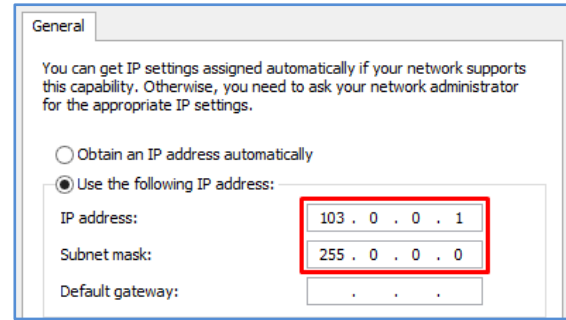 General
You can get IP settings assigned automatically if your network supports
this capability. Otherwise, you need to ask your network administrator
for the appropriate IP settings.
Obtain an IP address automatically
Use the following IP address:
IP address: 103 . 0 . 0 . 1
Subnet mask: 255 . 0 . 0 . 0
Default gateway: . . .